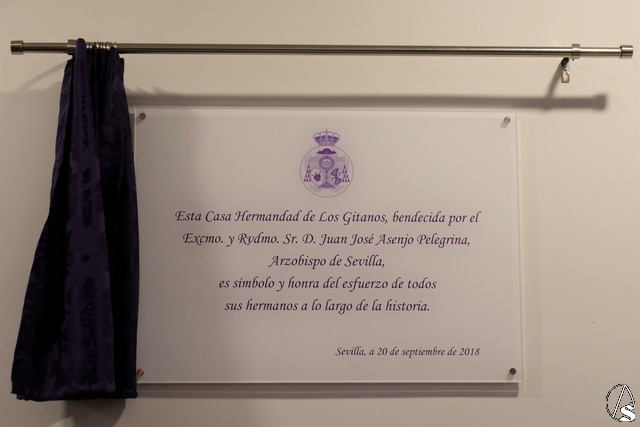 Esta Casa Hermandad de Los Gitanos, bendecida por el
Excmo. y Rvdmo. Sr. D. Juan José Asenjo Pelegrina,
Arzobispo de Sevilla,
es símbolo y honra del esfuerzo de todos
sus hermanos a lo largo de la historia.
Sevilla, a 20 de septiembre de 2018